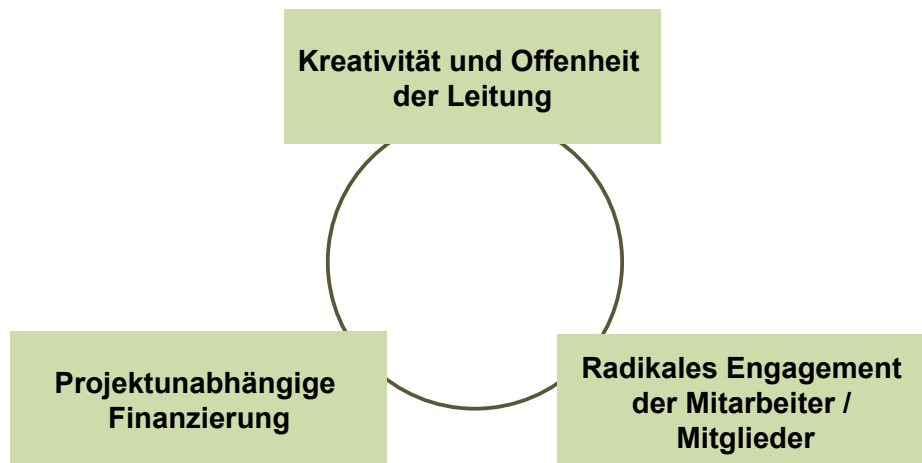 Kreativität und Offenheit
der Leitung
Projektunabhängige
Finanzierung
Radikales Engagement
der Mitarbeiter /
Mitglieder